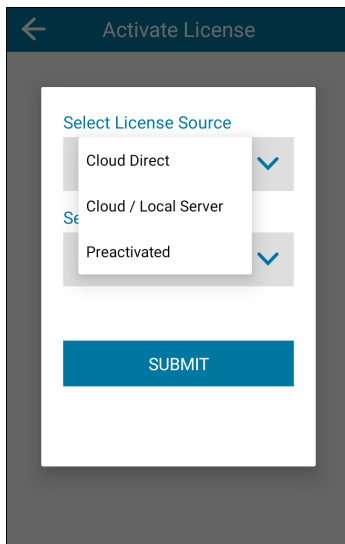 Activate License
Select License Source
Cloud Direct
Cloud / Local Server
Preactivated
SUBMIT